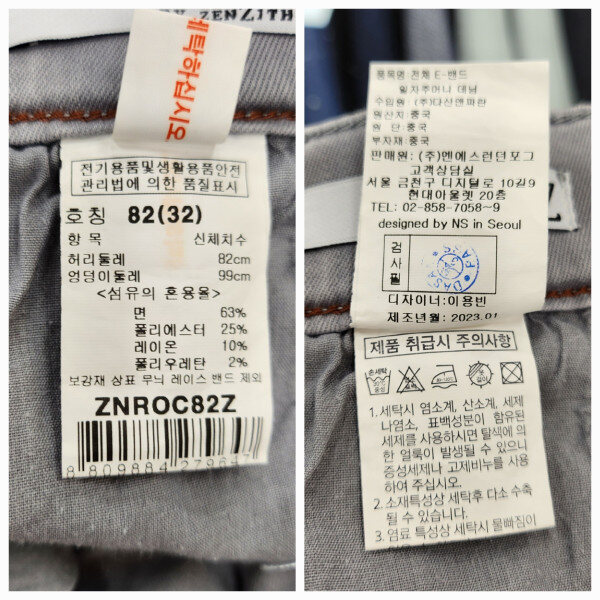 ZENZITH
세탁하십시오
전기용품및생활용품안전
관리법에 의한 품질표시
호칭 82(32)
항 목 신체치수
허리둘레 82cm
엉덩이둘레 99cm
<섬유의 혼용율>
면 63%
폴리에스터 25%
레이온 10%
폴리우레탄 2%
보강재 상표 무늬 레이스 밴드 제외
ZNROC82Z
8 809884 279647
품목명:전체 E-밴드
일자주머니 데님
수입원: (주)다산앤파란
원산지:중국
원 단:중국
부자재:중국
판매원: (주)엔에스런던포그
고객상담실
서울 금천구 디지털로 10길9
현대아울렛 20층
TEL: 02-858-7058~9
designed by NS in Seoul
검
사
필
디자이너:이용빈
제조년월:2023.01
제품 취급시 주의사항
1.세탁시 염소계, 산소계, 세제
나염소, 표백성분이 함유된
세제를 사용하시면 탈색에 의
한 얼룩이 발생될 수 있으니
중성세제나 고체비누를 사용
하여 주십시오.
2.소재특성상 세탁후 다소 수축
될 수 있습니다.
3.염료 특성상 세탁시 물빠짐이